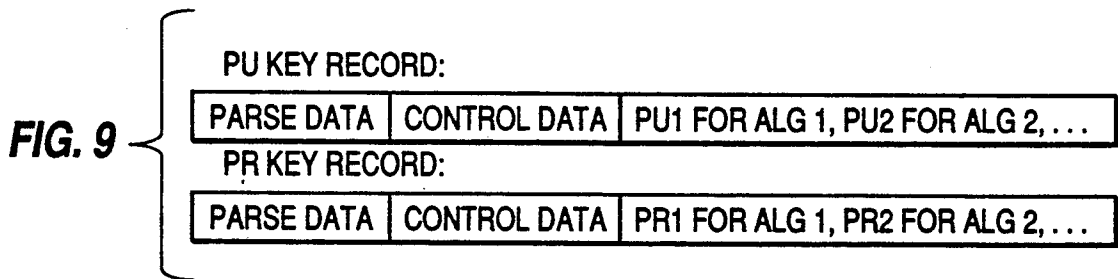 FIG. 9
PU KEY RECORD:
PARSE DATA CONTROL DATA PU1 FOR ALG 1, PU2 FOR ALG 2, . . .
PR KEY RECORD:
PARSE DATA CONTROL DATA PR1 FOR ALG 1, PR2 FOR ALG 2, . . .